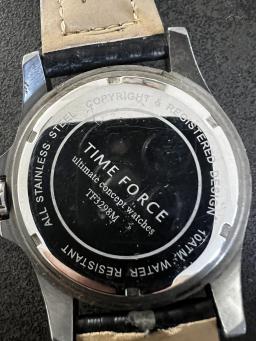 TIME FORCE
ultimate concept watches
TF3298M
ALL STAINLESS STEEL COPYRIGHT & REGISTERED DESIGN 10ATM WATER RESISTANT